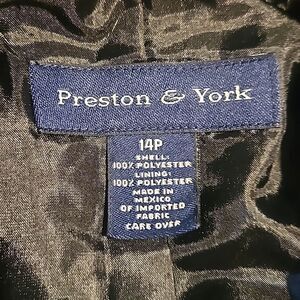 Preston & York
14P
SHELL:
100% POLYESTER
LINING:
100% POLYESTER
MADE IN
MEXICO
OF IMPORTED
FABRIC
CARE OVER